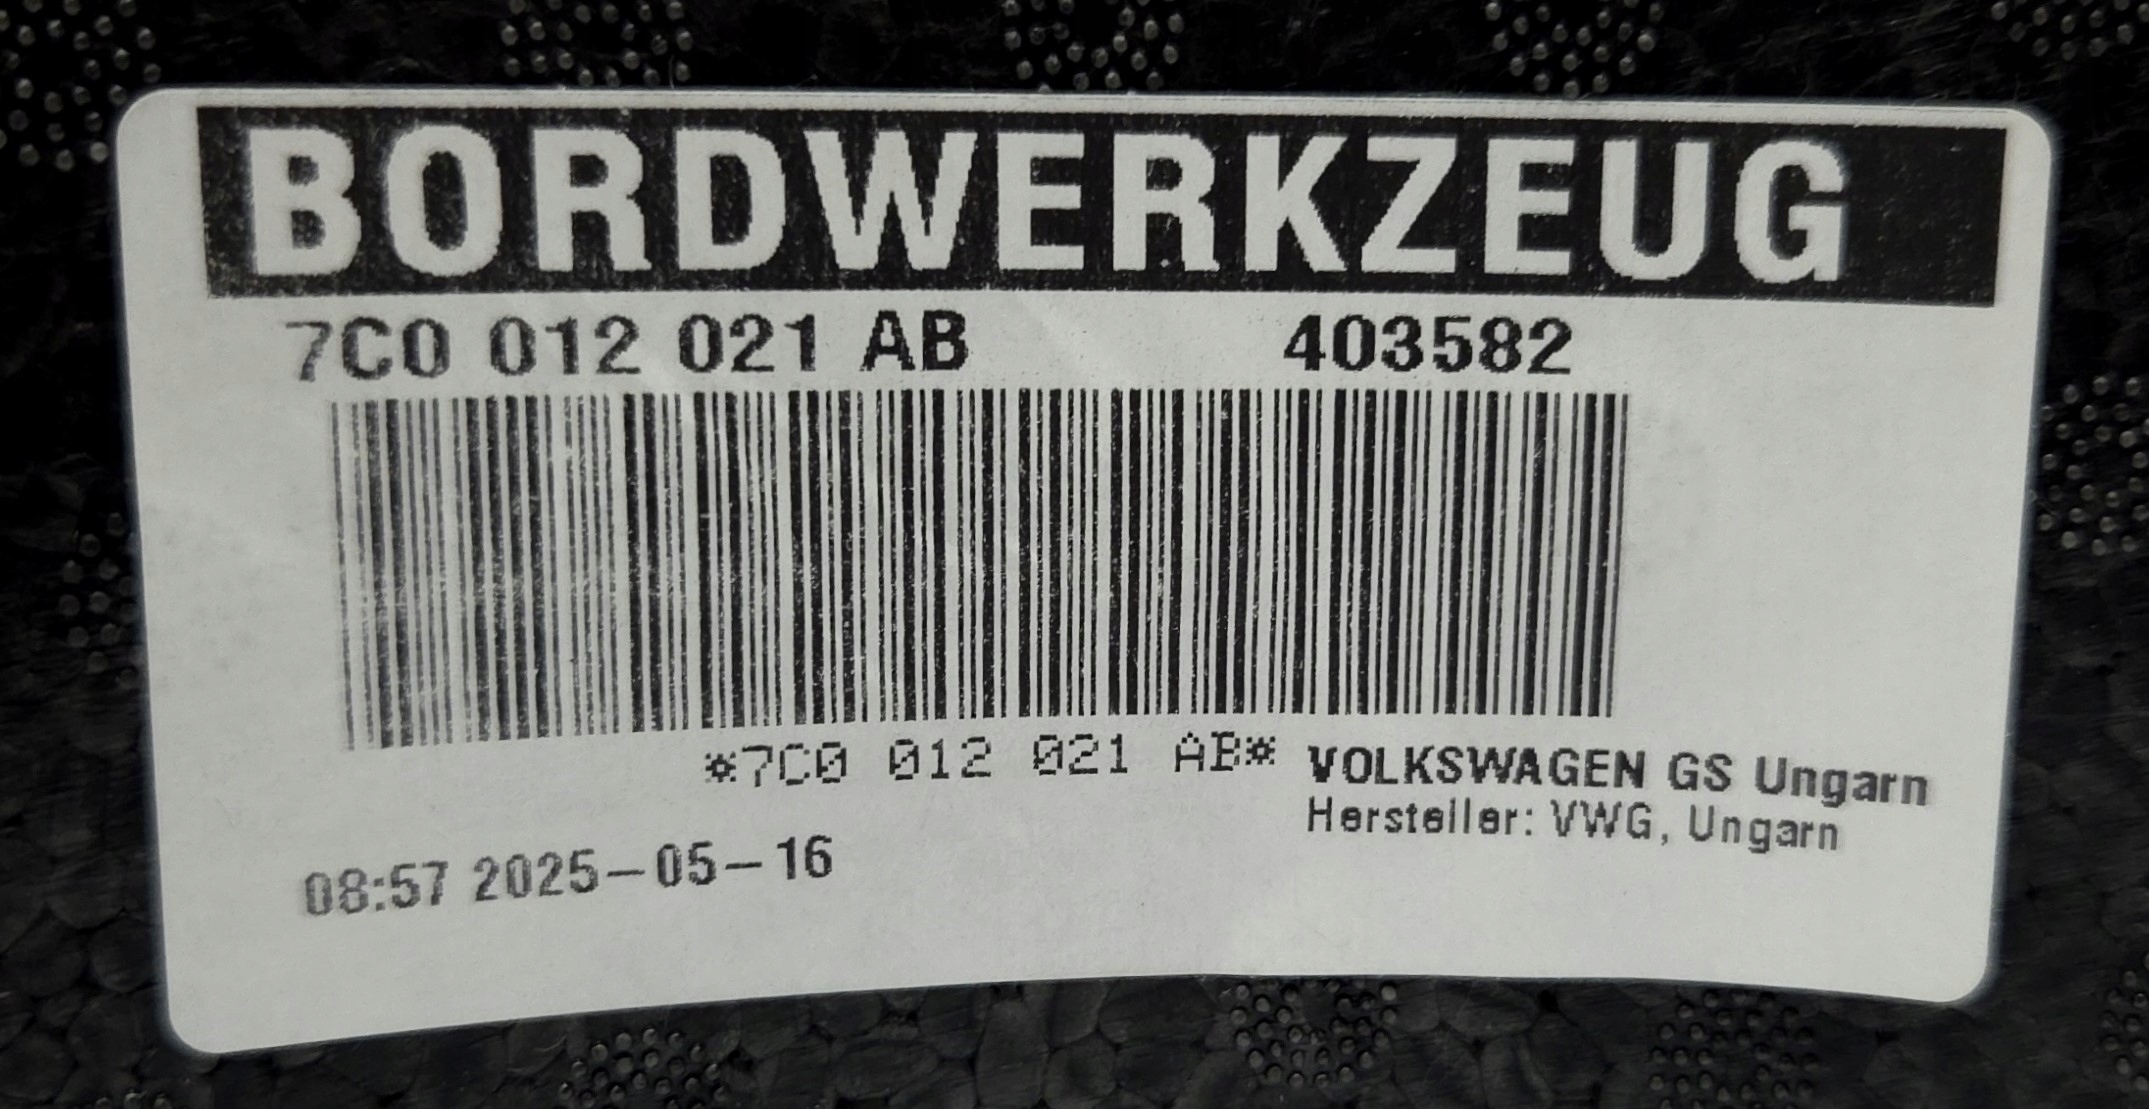 BORDWERKZEUG
7C0 012 021 AB 403582
*7C0 012 021 AB*
VOLKSWAGEN GS Ungarn
Hersteller: VWG, Ungarn
08:57 2025-05-16